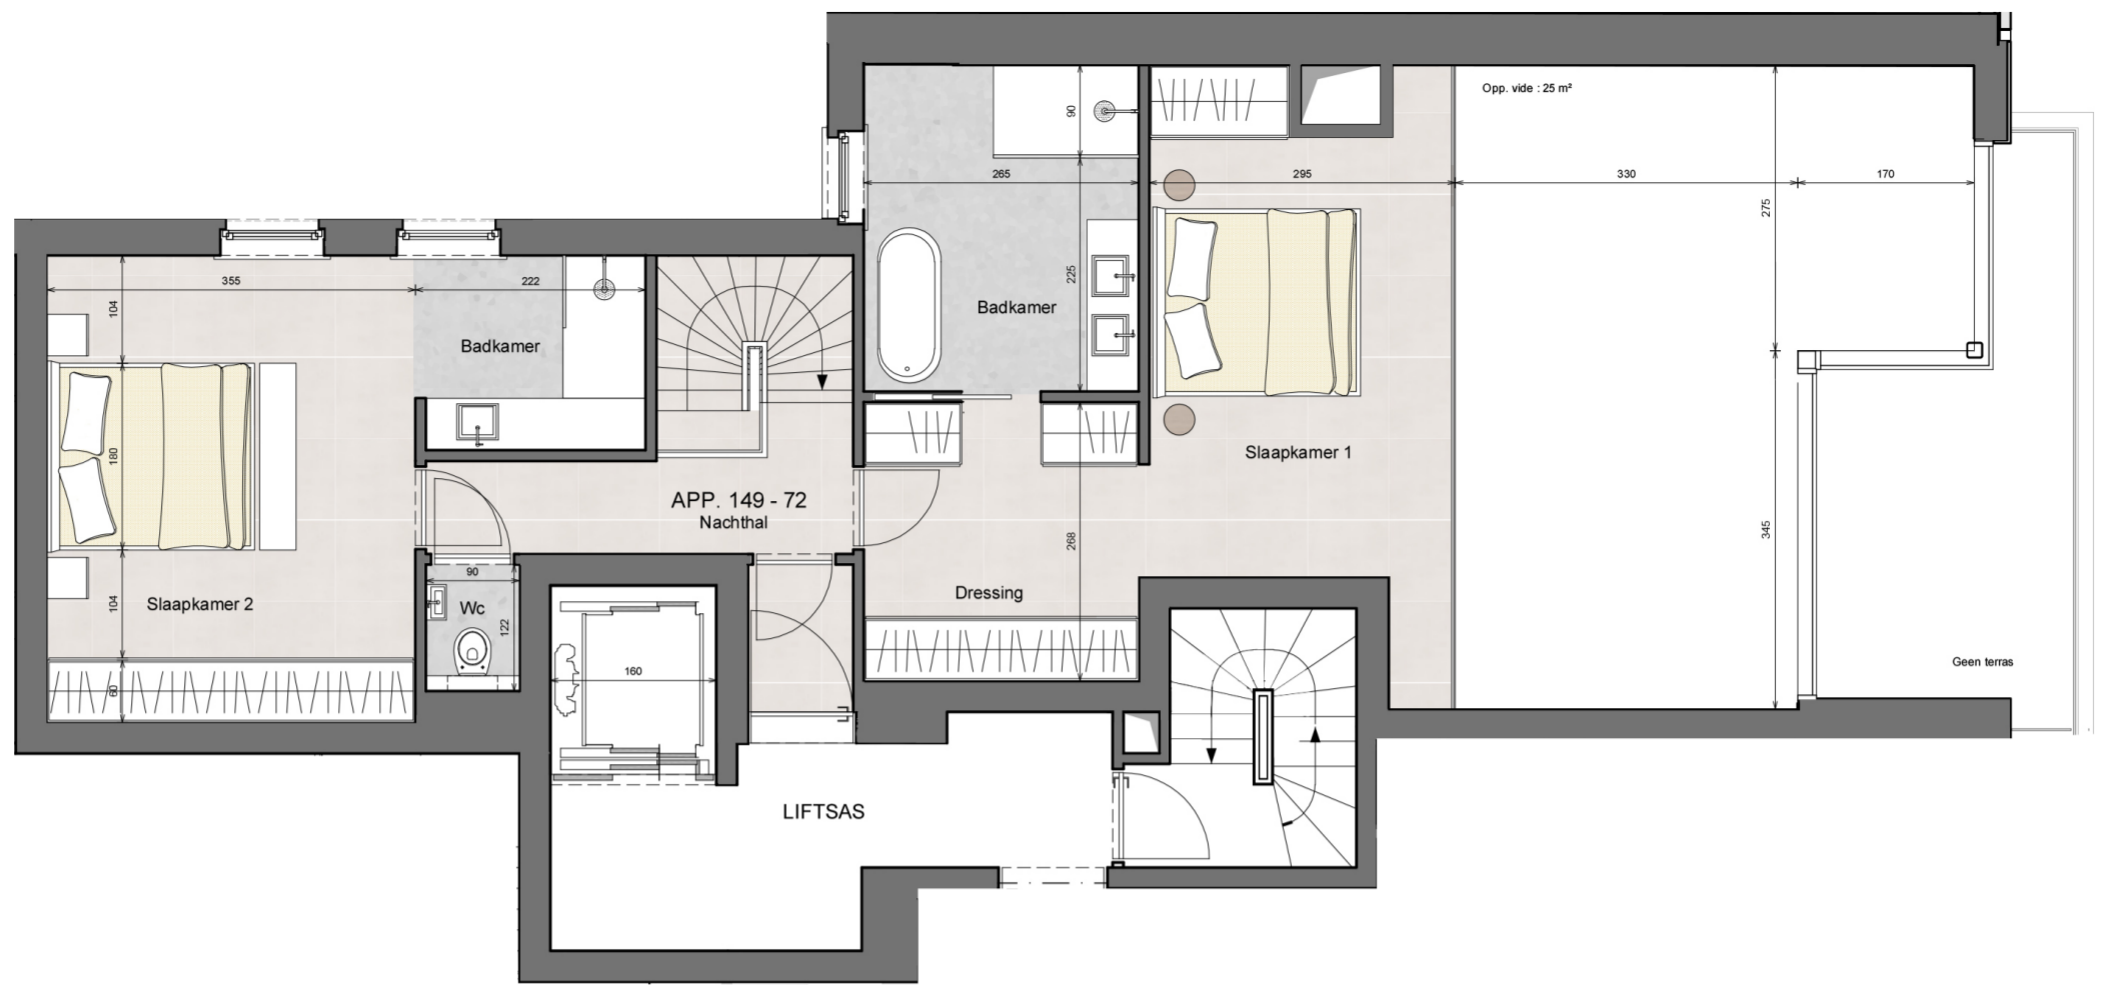 Opp. vide : 25 m²
90
265
295
330
170
275
355
222
104
225
Badkamer
Badkamer
180
Slaapkamer 1
APP. 149 - 72
Nachthal
345
268
90
Dressing
Slaapkamer 2
104
Wc
122
160
Geen terras
60
LIFTSAS